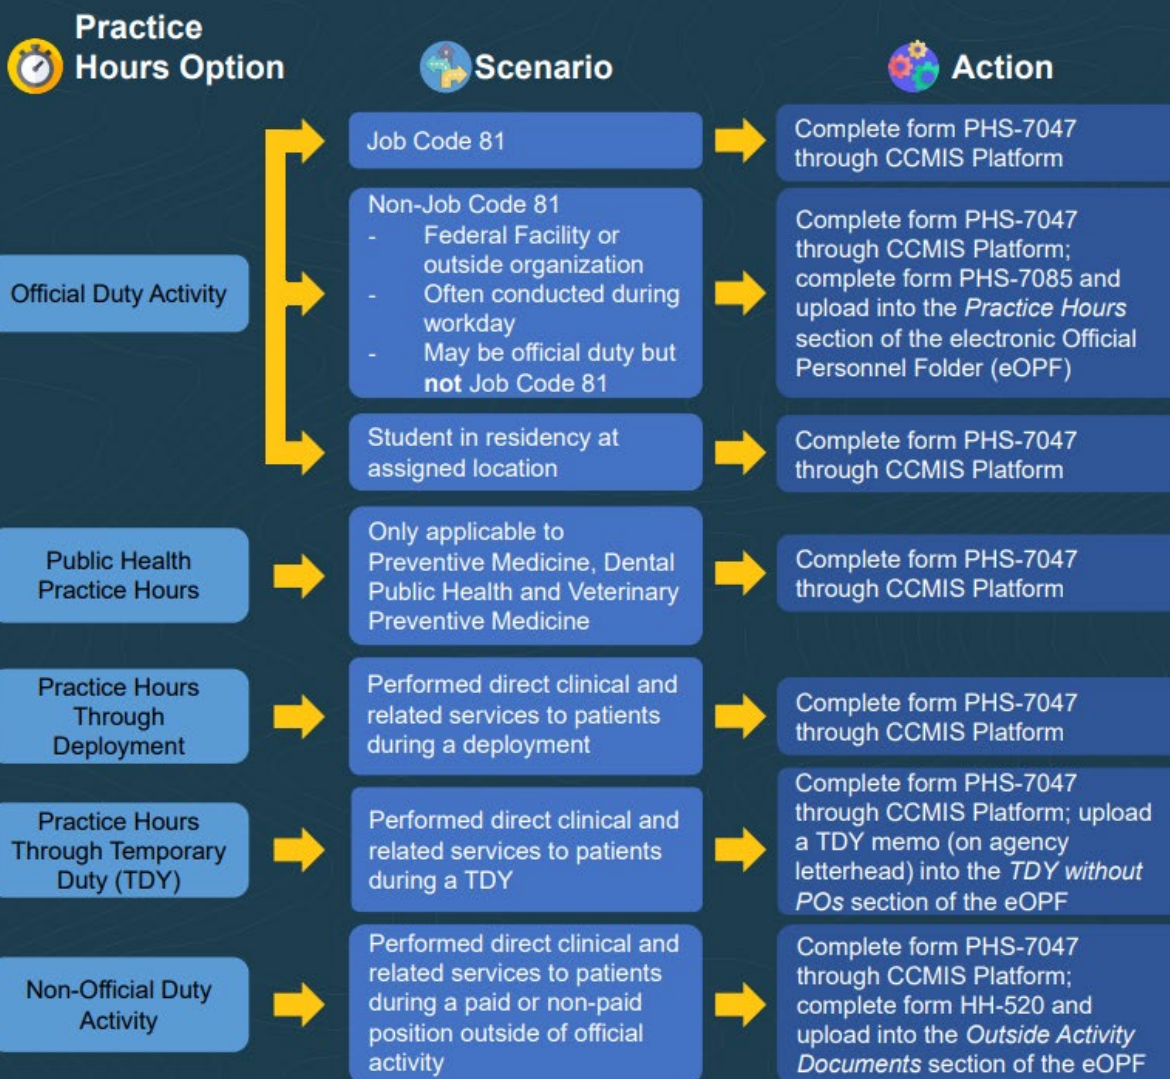 Practice
Hours Option
Scenario
Action
Official Duty Activity
Job Code 81
Complete form PHS-7047
through CCMIS Platform
Non-Job Code 81
- Federal Facility or
outside organization
- Often conducted during
workday
- May be official duty but
not Job Code 81
Complete form PHS-7047
through CCMIS Platform;
complete form PHS-7085 and
upload into the Practice Hours
section of the electronic Official
Personnel Folder (eOPF)
Student in residency at
assigned location
Complete form PHS-7047
through CCMIS Platform
Public Health
Practice Hours
Only applicable to
Preventive Medicine, Dental
Public Health and Veterinary
Preventive Medicine
Complete form PHS-7047
through CCMIS Platform
Practice Hours
Through
Deployment
Performed direct clinical and
related services to patients
during a deployment
Complete form PHS-7047
through CCMIS Platform
Practice Hours
Through Temporary
Duty (TDY)
Performed direct clinical and
related services to patients
during a TDY
Complete form PHS-7047
through CCMIS Platform; upload
a TDY memo (on agency
letterhead) into the TDY without
POs section of the eOPF
Non-Official Duty
Activity
Performed direct clinical and
related services to patients
during a paid or non-paid
position outside of official
activity
Complete form PHS-7047
through CCMIS Platform;
complete form HH-520 and
upload into the Outside Activity
Documents section of the eOPF